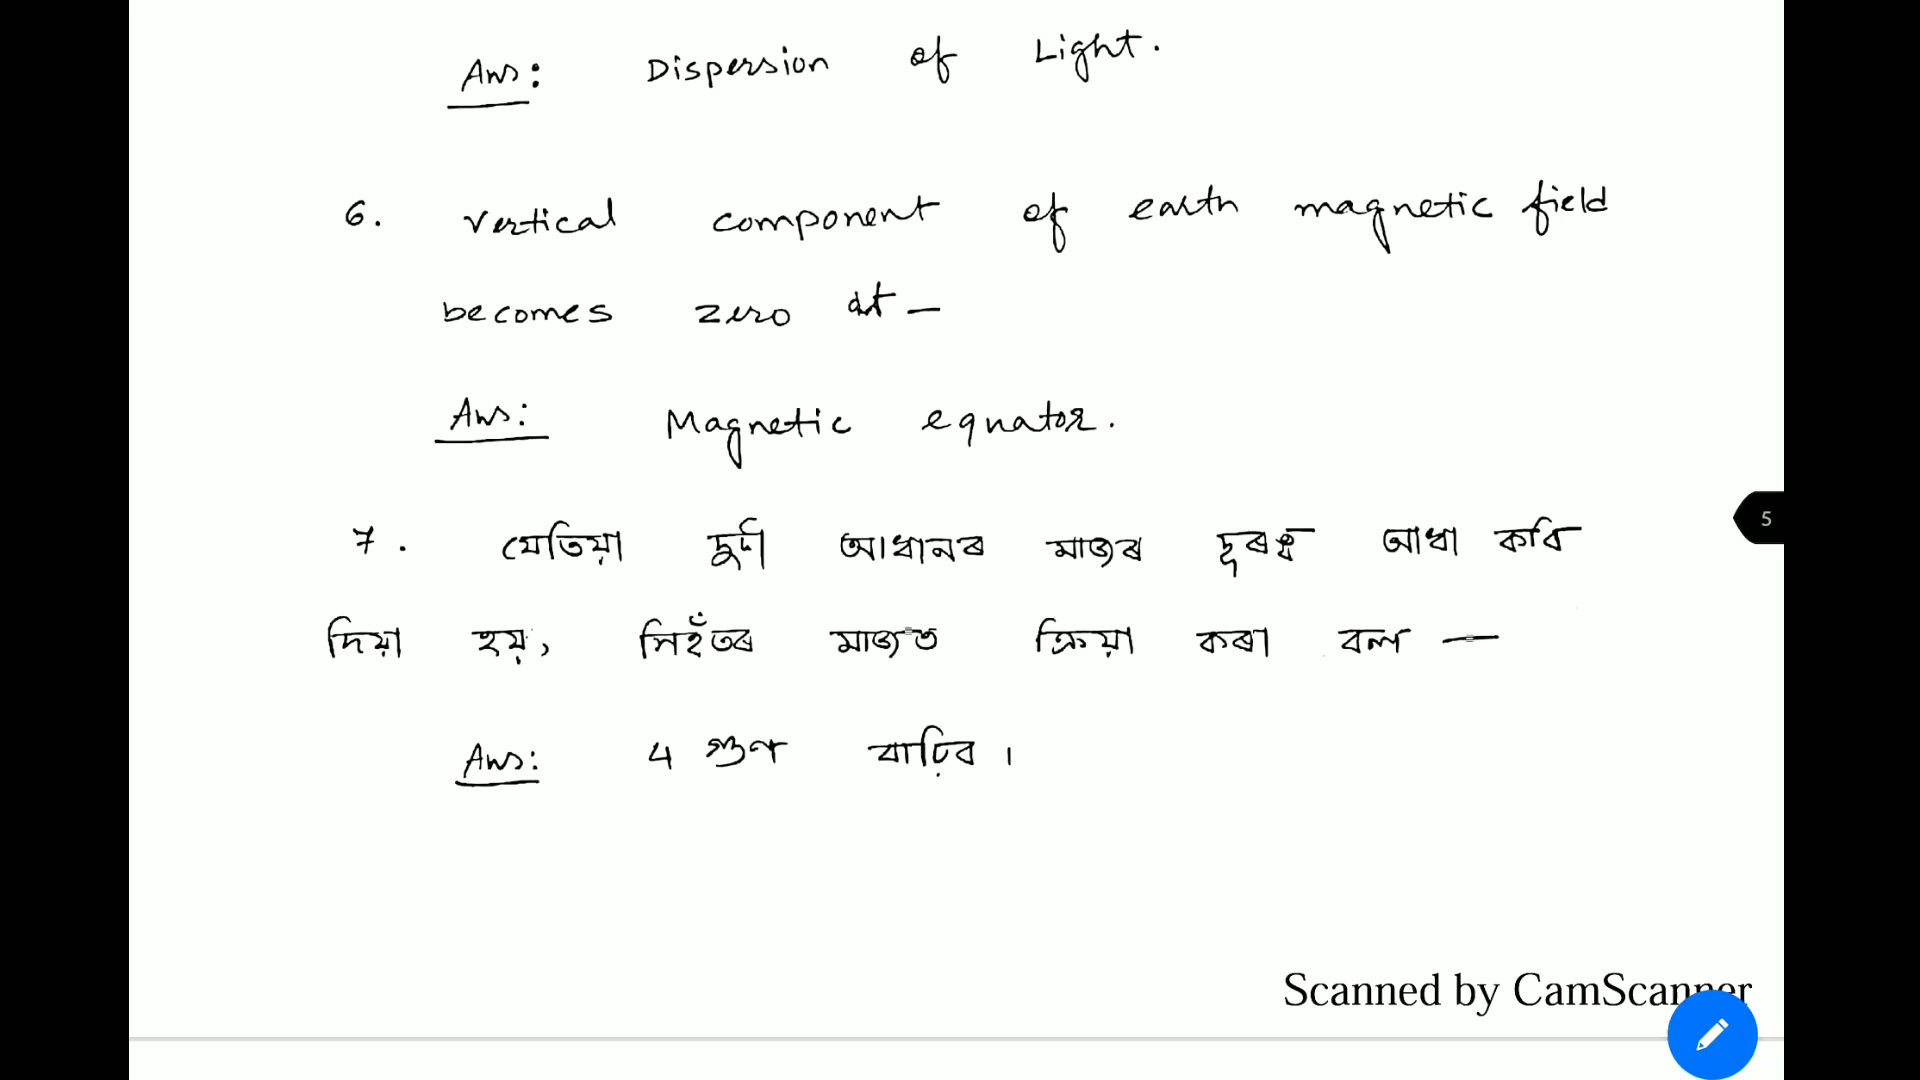 Ans: Dispersion of Light.
6. Vertical component of earth magnetic field
becomes zero at —
Ans: Magnetic equator.
5
7. যেতিয়া দুটা আধানৰ মাজৰ দূৰত্ব আধা কৰি
দিয়া হয়, সিহঁতৰ মাজত ক্ৰিয়া কৰা বল —
Ans: 4 গুণ বাঢ়িব।
Scanned by CamScanner